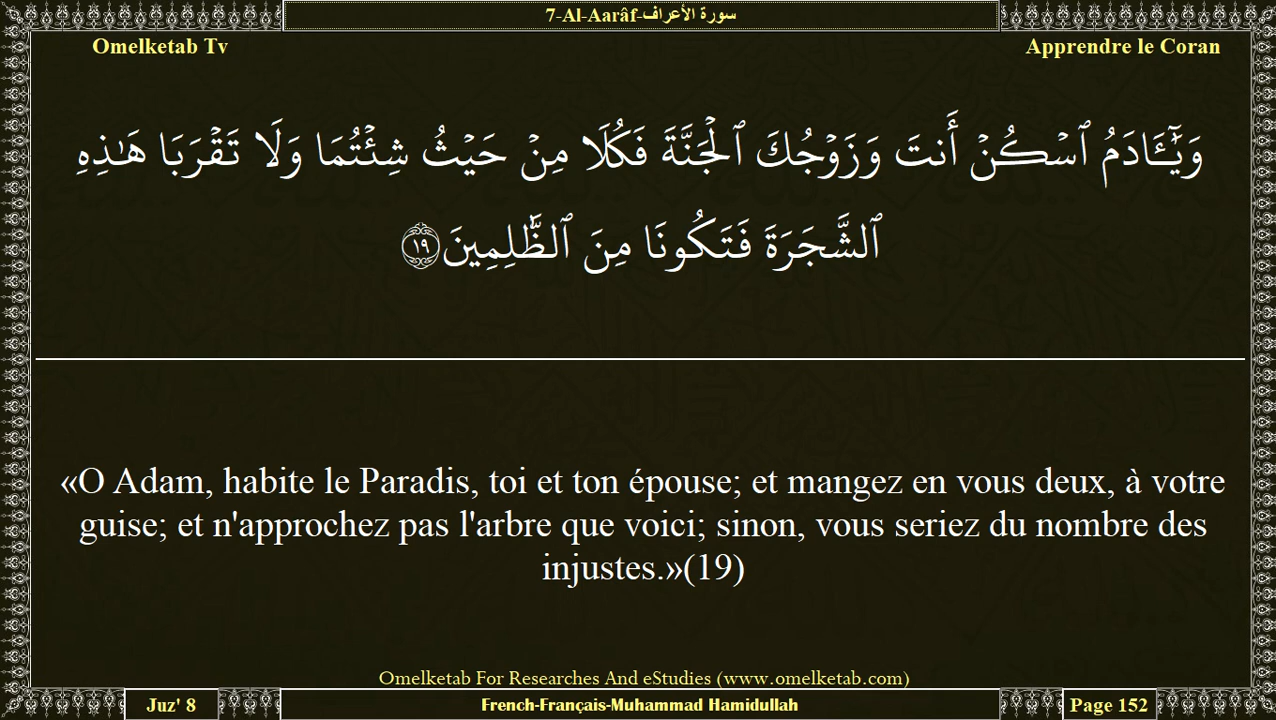 7-Al-Aarâf-سورة الأعراف
Omelketab Tv
Apprendre le Coran
وَيَـٰٓـَٔادَمُ ٱسۡكُنۡ أَنتَ وَزَوۡجُكَ ٱلۡجَنَّةَ فَكُلَا مِنۡ حَيۡثُ شِئۡتُمَا وَلَا تَقۡرَبَا هَـٰذِهِ
ٱلشَّجَرَةَ فَتَكُونَا مِنَ ٱلظَّـٰلِمِينَ ١٩
«O Adam, habite le Paradis, toi et ton épouse; et mangez en vous deux, à votre
guise; et n'approchez pas l'arbre que voici; sinon, vous seriez du nombre des
injustes.»(19)
Omelketab For Researches And eStudies (www.omelketab.com)
Juz' 8
French-Français-Muhammad Hamidullah
Page 152